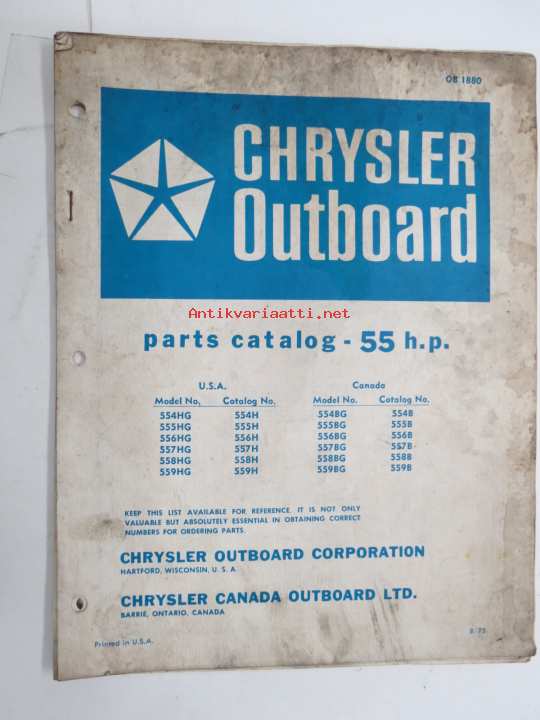 OB 1880
CHRYSLER
Outboard
Antikvariaatti.net
parts catalog - 55 h.p.
U.S.A. Canada
Model No. Catalog No. Model No. Catalog No.
554HG 554H 554BG 554B
555HG 555H 555BG 555B
556HG 556H 556BG 556B
557HG 557H 557BG 557B
558HG 558H 558BG 558B
559HG 559H 559BG 559B
KEEP THIS LIST AVAILABLE FOR REFERENCE. IT IS NOT ONLY
VALUABLE BUT ABSOLUTELY ESSENTIAL IN OBTAINING CORRECT
NUMBERS FOR ORDERING PARTS.
CHRYSLER OUTBOARD CORPORATION
HARTFORD, WISCONSIN, U. S. A.
CHRYSLER CANADA OUTBOARD LTD.
BARRIE, ONTARIO, CANADA
Printed in U.S.A.